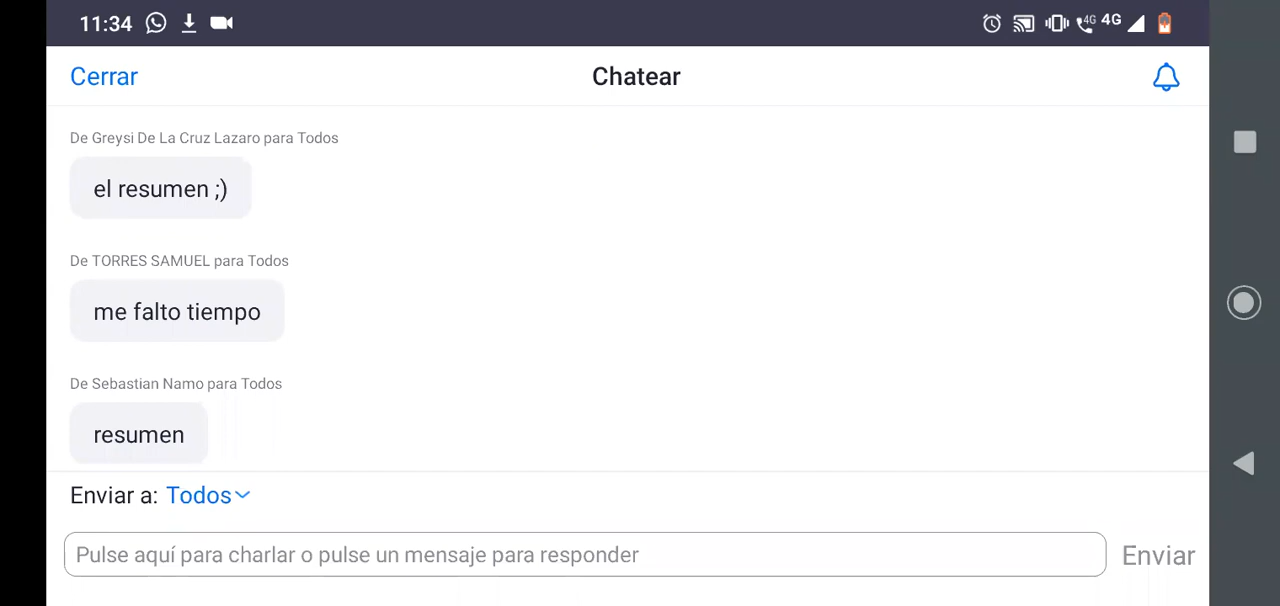 11:34 4G 4G
Cerrar Chatear
De Greysi De La Cruz Lazaro para Todos
el resumen ;)
De TORRES SAMUEL para Todos
me falto tiempo
De Sebastian Namo para Todos
resumen
Enviar a: Todos
Pulse aquí para charlar o pulse un mensaje para responder Enviar